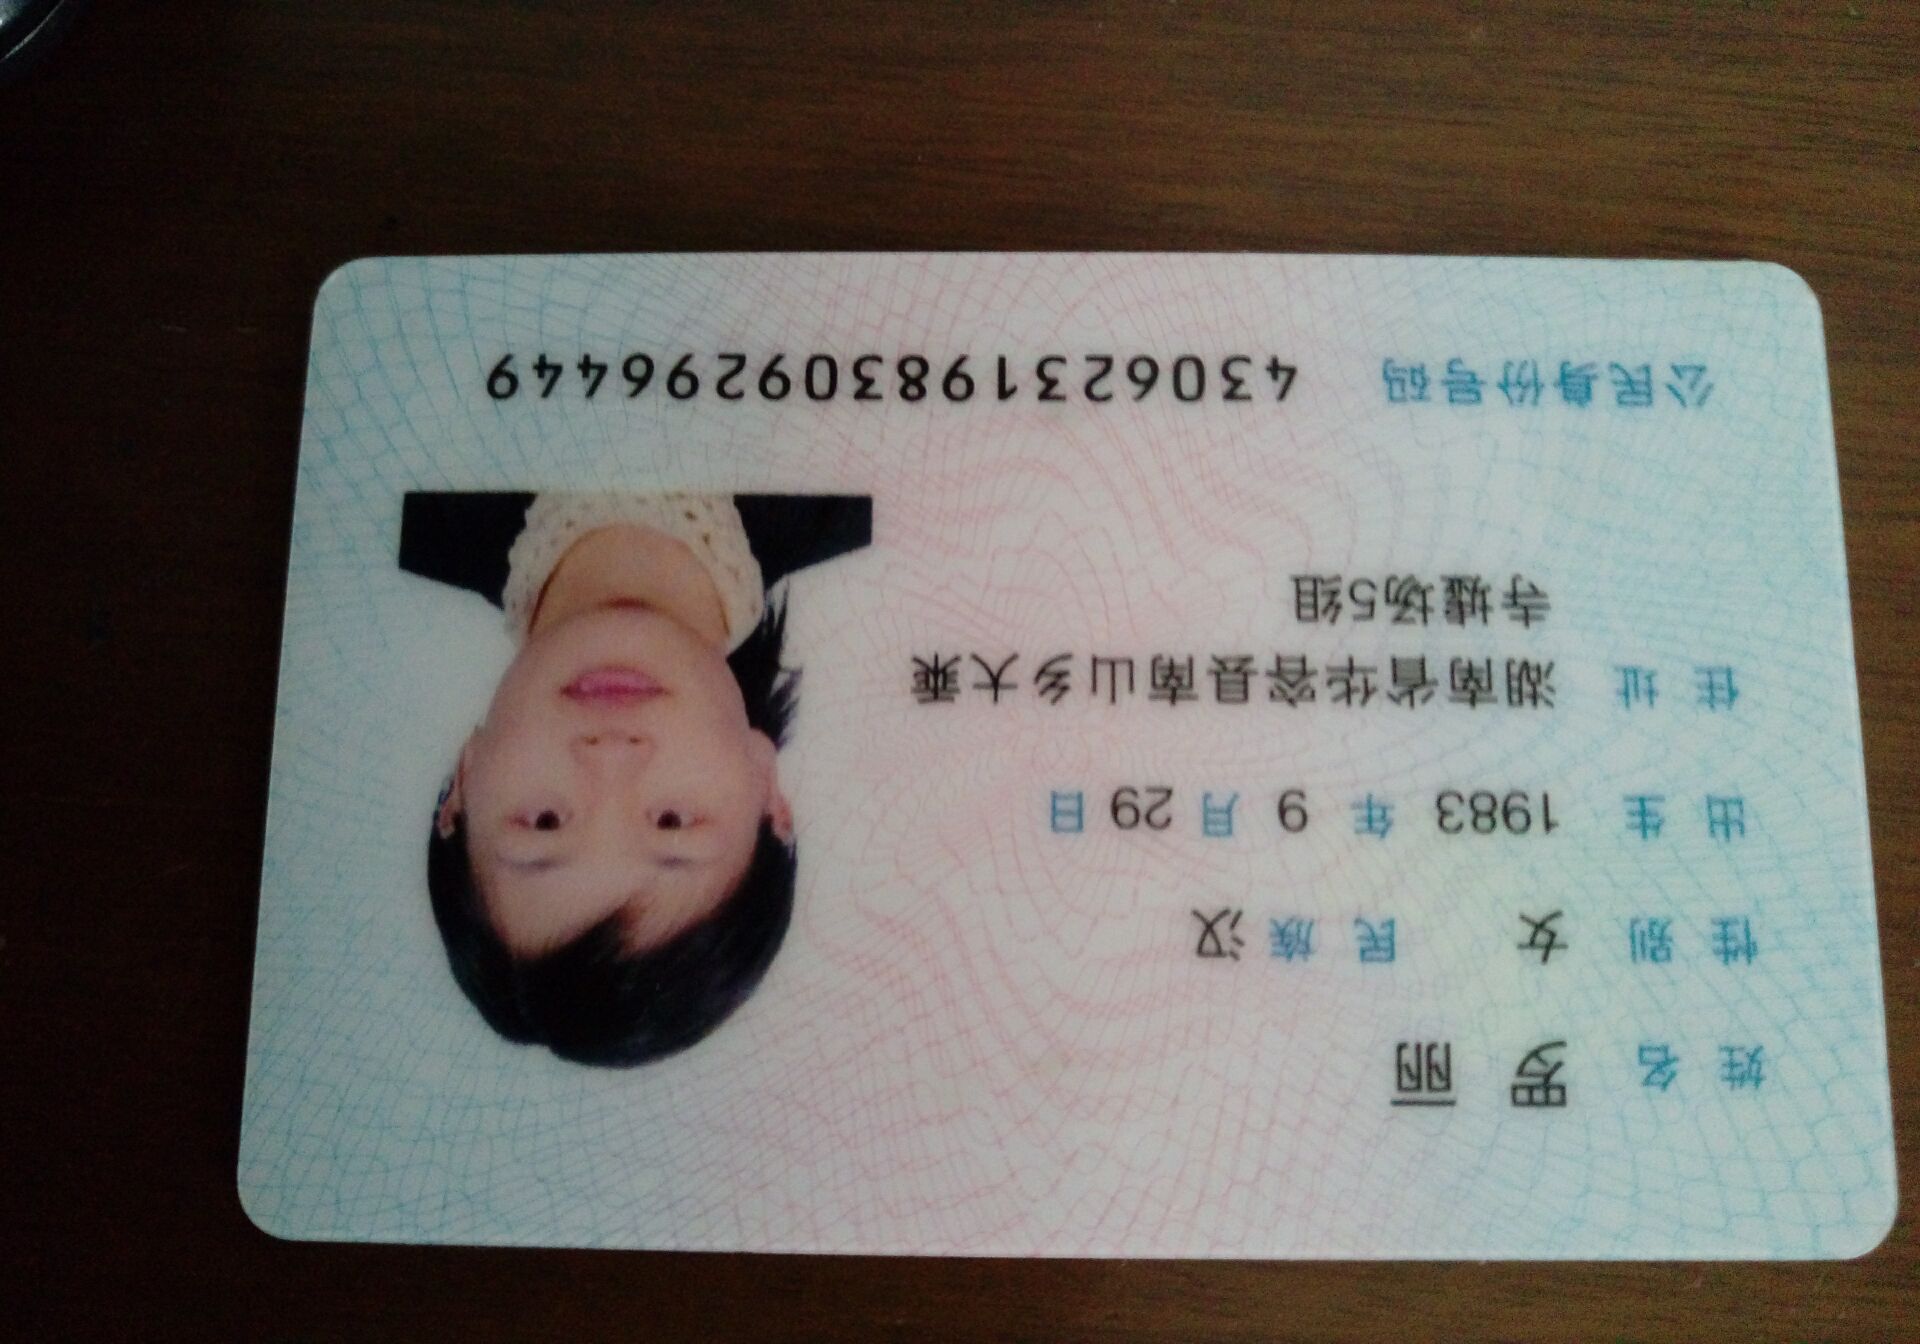 姓名 罗丽
性别 女 民族 汉
出生 1983 年 9 月 29 日
住址 湖南省华容县南山乡大乘
寺墟场5组
公民身份号码 430623198309296449